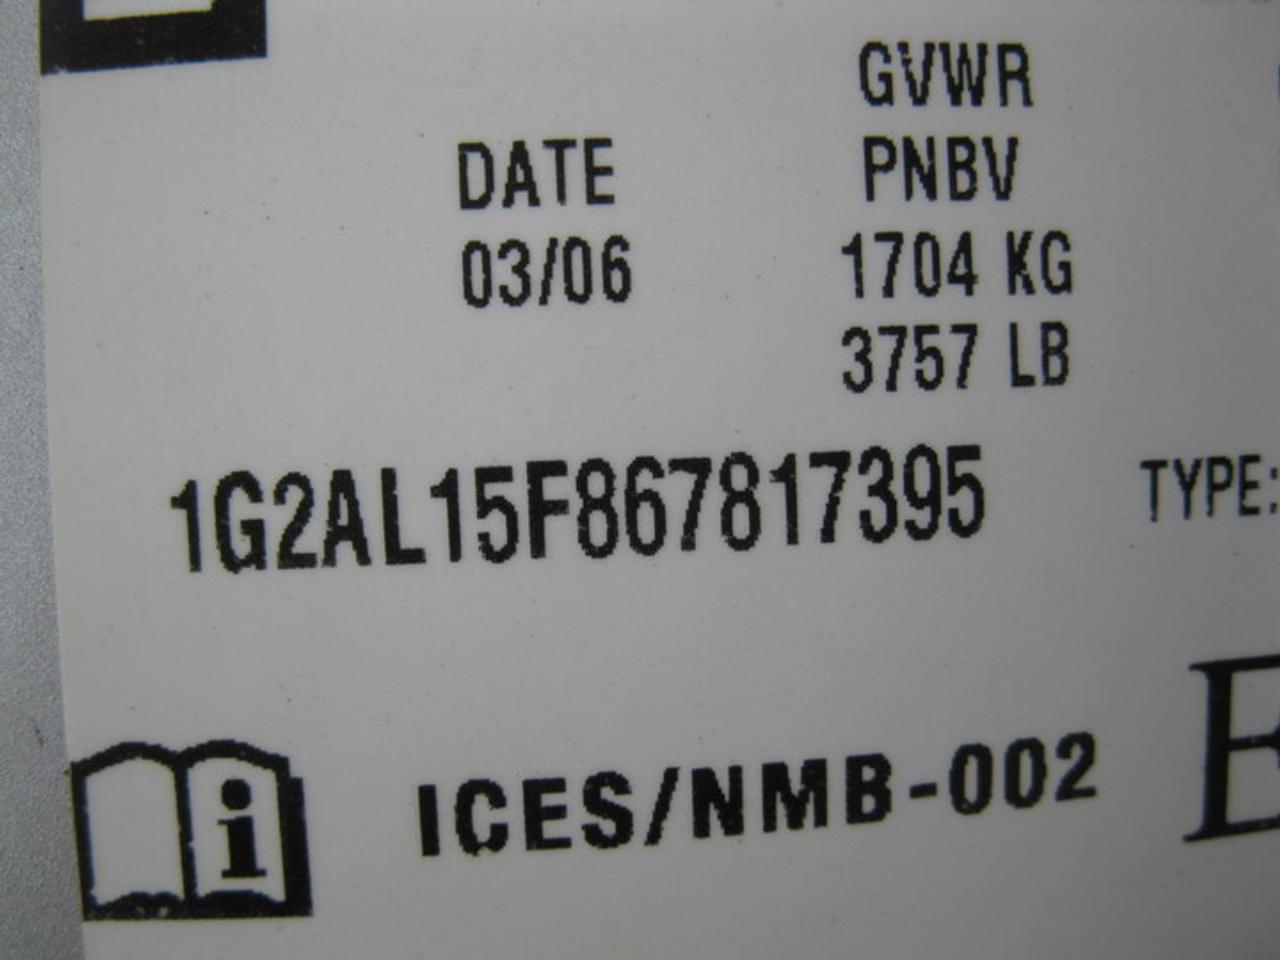 GVWR
DATE PNBV
03/06 1704 KG
3757 LB
1G2AL15F867817395 TYPE:
i ICES/NMB-002